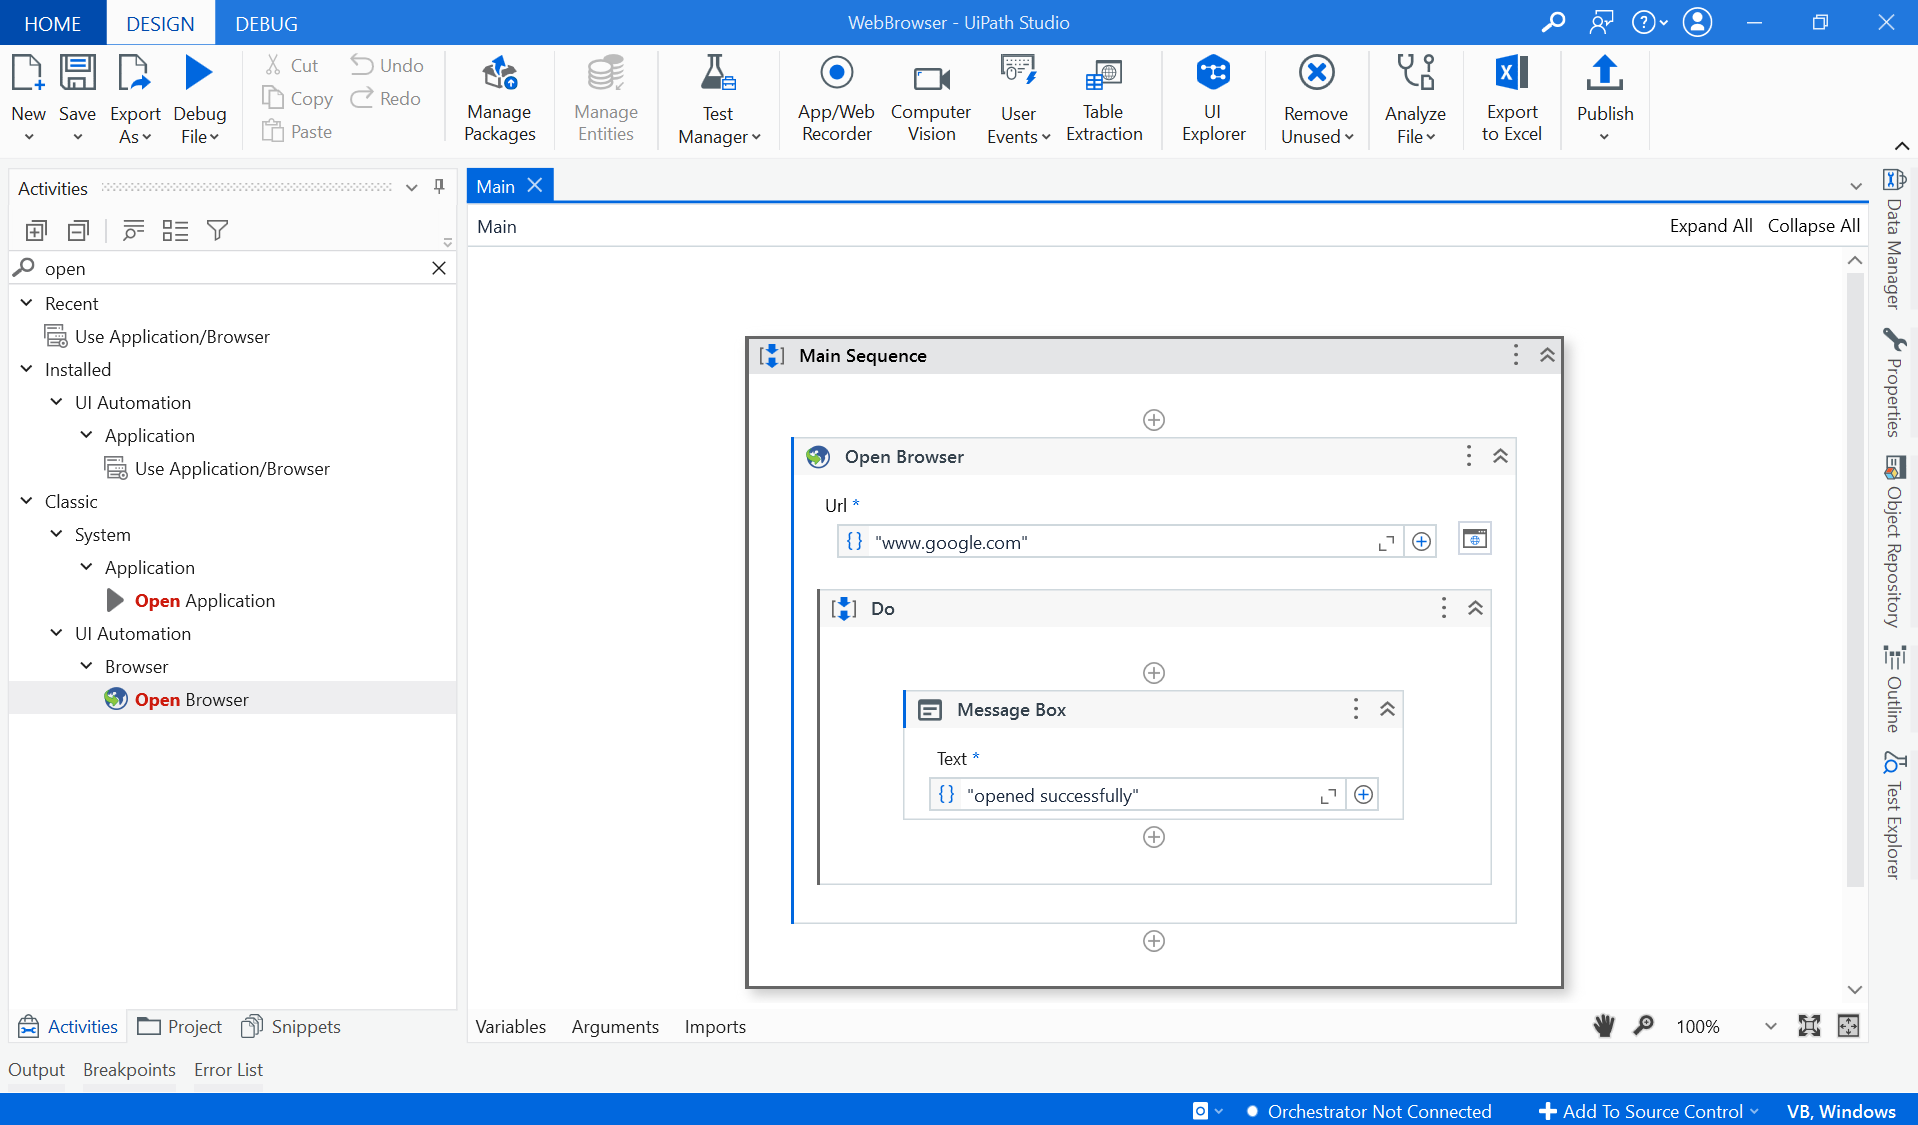 HOME DESIGN DEBUG
WebBrowser - UiPath Studio
New
Save
Export As
Debug File
Cut
Copy
Paste
Undo
Redo
Manage Packages
Manage Entities
Test Manager
App/Web Recorder
Computer Vision
User Events
Table Extraction
UI Explorer
Remove Unused
Analyze File
Export to Excel
Publish
Activities
open
Recent
Use Application/Browser
Installed
UI Automation
Application
Use Application/Browser
Classic
System
Application
Open Application
UI Automation
Browser
Open Browser
Activities Project Snippets
Main
Main
Expand All Collapse All
Main Sequence
Open Browser
Url *
{} "www.google.com"
Do
Message Box
Text *
{} "opened successfully"
Variables Arguments Imports
100%
Data Manager
Properties
Object Repository
Outline
Test Explorer
Output Breakpoints Error List
Orchestrator Not Connected
Add To Source Control
VB, Windows